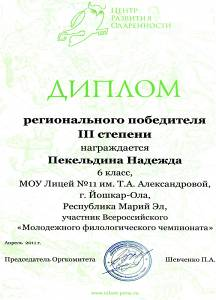 Центр
Развития
Одаренности
ДИПЛОМ
регионального победителя
III степени
награждается
Пекельдина Надежда
6 класс,
МОУ Лицей №11 им. Т.А. Александровой,
г. Йошкар-Ола,
Республика Марий Эл,
участник Всероссийского
«Молодежного филологического чемпионата»
Апрель 2011 г.
Председатель Оргкомитета Шевченко П.А.